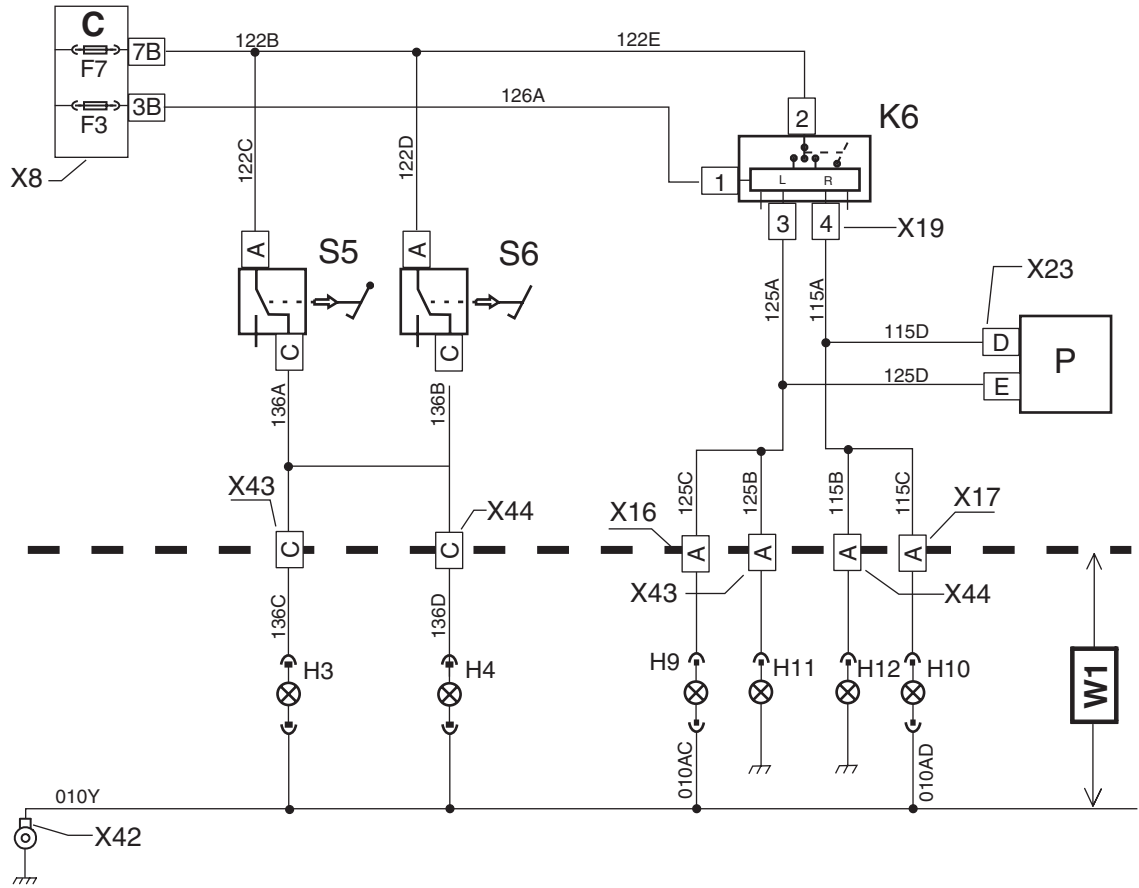 C
7B
122B
122E
F7
3B
126A
F3
2
K6
X8
122C
122D
1
L
R
3
4
X19
A
S5
A
S6
X23
125A
115A
115D
D
P
C
C
125D
E
136A
136B
X43
X44
125C
125B
115B
115C
X16
X17
C
C
A
A
A
A
X43
X44
136C
136D
H3
H4
H9
H11
H12
H10
W1
010AC
010AD
010Y
X42